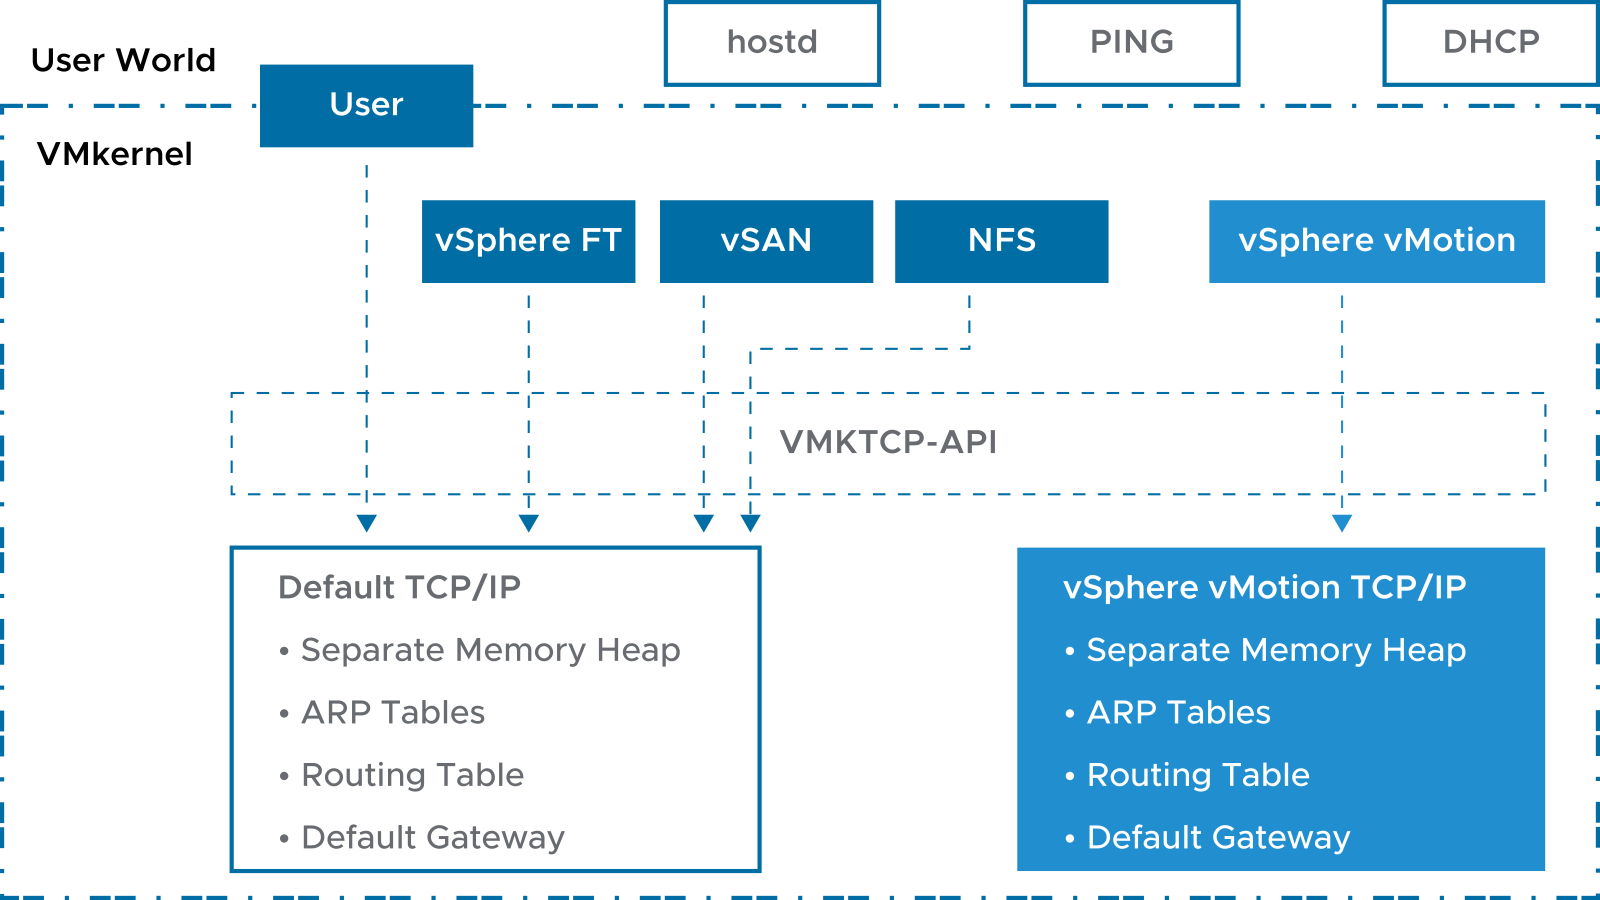 hostd
PING
DHCP
User World
User
VMkernel
vSphere FT
vSAN
NFS
vSphere vMotion
VMKTCP-API
Default TCP/IP
• Separate Memory Heap
• ARP Tables
• Routing Table
• Default Gateway
vSphere vMotion TCP/IP
• Separate Memory Heap
• ARP Tables
• Routing Table
• Default Gateway